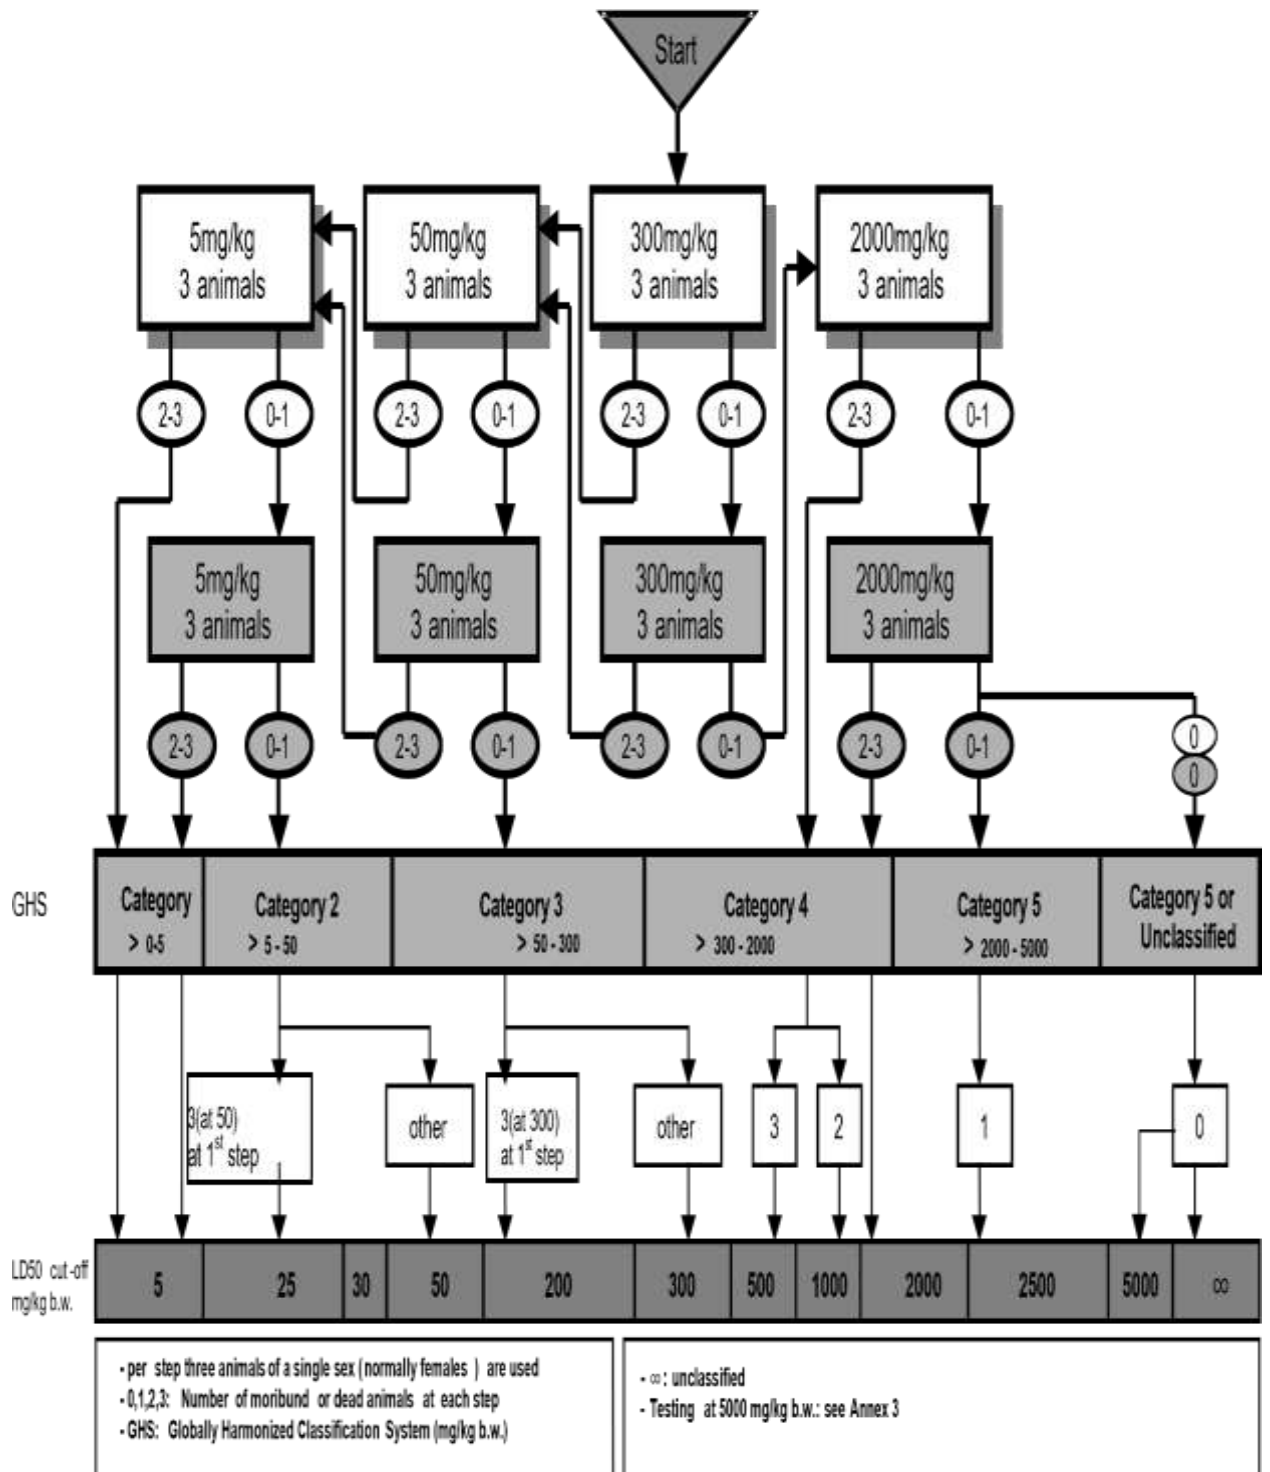 Start
5mg/kg
3 animals
50mg/kg
3 animals
300mg/kg
3 animals
2000mg/kg
3 animals
2-3
0-1
2-3
0-1
2-3
0-1
2-3
0-1
5mg/kg
3 animals
50mg/kg
3 animals
300mg/kg
3 animals
2000mg/kg
3 animals
2-3
0-1
2-3
0-1
2-3
0-1
2-3
0-1
0
0
GHS
Category
> 0-5
Category 2
> 5 - 50
Category 3
> 50 - 300
Category 4
> 300 - 2000
Category 5
> 2000 - 5000
Category 5 or
Unclassified
3(at 50)
at 1st step
other
3(at 300)
at 1st step
other
3
2
1
0
LD50 cut-off
mg/kg b.w.
5
25
30
50
200
300
500
1000
2000
2500
5000
∞
- per step three animals of a single sex ( normally females ) are used
- 0,1,2,3: Number of moribund or dead animals at each step
- GHS: Globally Harmonized Classification System (mg/kg b.w.)
- ∞ : unclassified
- Testing at 5000 mg/kg b.w.: see Annex 3